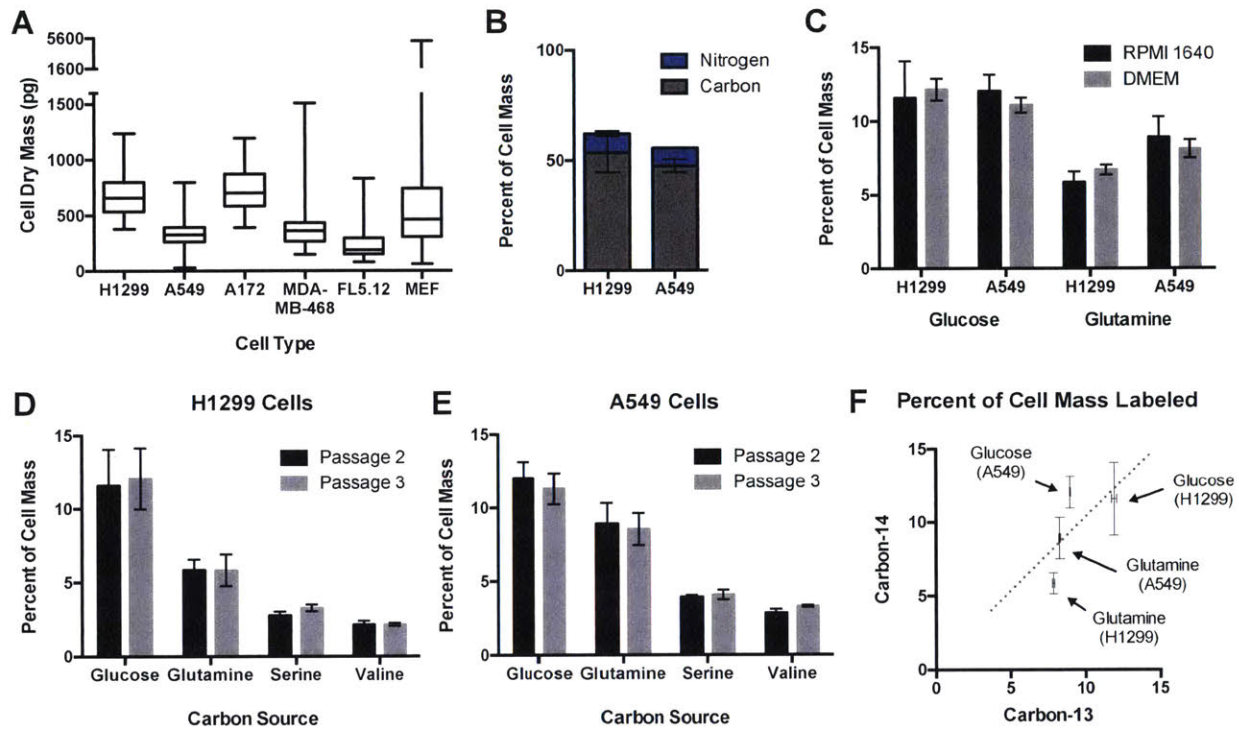 A
Cell Dry Mass (pg)
5600
1600
1500
1000
500
0
H1299
A549
A172
MDA-
MB-468
FL5.12
MEF
Cell Type
B
Percent of Cell Mass
100
50
0
Nitrogen
Carbon
H1299
A549
C
Percent of Cell Mass
15
10
5
0
RPMI 1640
DMEM
H1299
A549
H1299
A549
Glucose
Glutamine
D
H1299 Cells
Percent of Cell Mass
15
10
5
0
Passage 2
Passage 3
Glucose
Glutamine
Serine
Valine
Carbon Source
E
A549 Cells
Percent of Cell Mass
15
10
5
0
Passage 2
Passage 3
Glucose
Glutamine
Serine
Valine
Carbon Source
F
Percent of Cell Mass Labeled
Carbon-14
15
10
5
0
Glucose
(A549)
Glucose
(H1299)
Glutamine
(A549)
Glutamine
(H1299)
0
5
10
15
Carbon-13